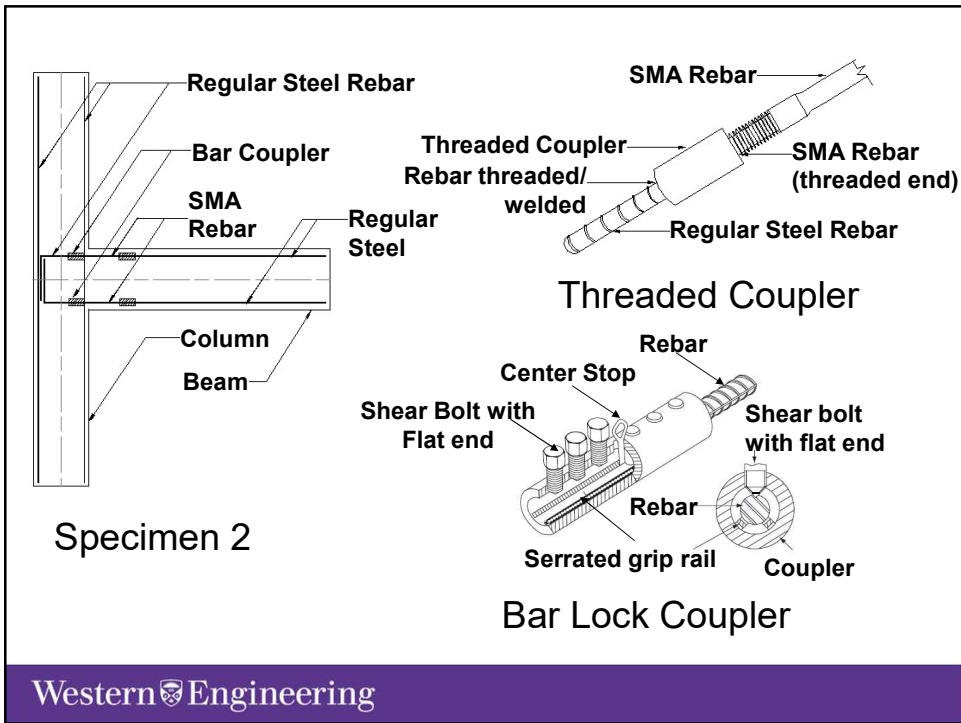 Regular Steel Rebar
Bar Coupler
SMA
Rebar
Regular
Steel
Column
Beam
Specimen 2
SMA Rebar
Threaded Coupler
Rebar threaded/
welded
SMA Rebar
(threaded end)
Regular Steel Rebar
Threaded Coupler
Rebar
Center Stop
Shear Bolt with
Flat end
Shear bolt
with flat end
Rebar
Serrated grip rail
Coupler
Bar Lock Coupler
Western Engineering